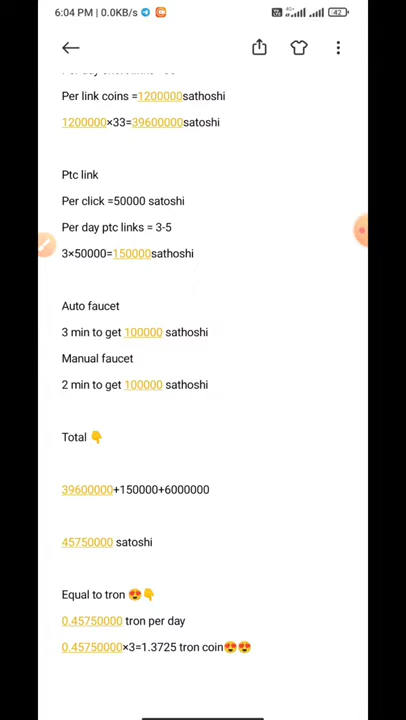 6:04 PM | 0.0KB/s
4G+
42
Per link coins =1200000sathoshi
1200000×33=39600000satoshi
Ptc link
Per click =50000 satoshi
Per day ptc links = 3-5
3×50000=150000sathoshi
Auto faucet
3 min to get 100000 sathoshi
Manual faucet
2 min to get 100000 sathoshi
Total 👇
39600000+150000+6000000
45750000 satoshi
Equal to tron 😍👇
0.45750000 tron per day
0.45750000×3=1.3725 tron coin😍😍